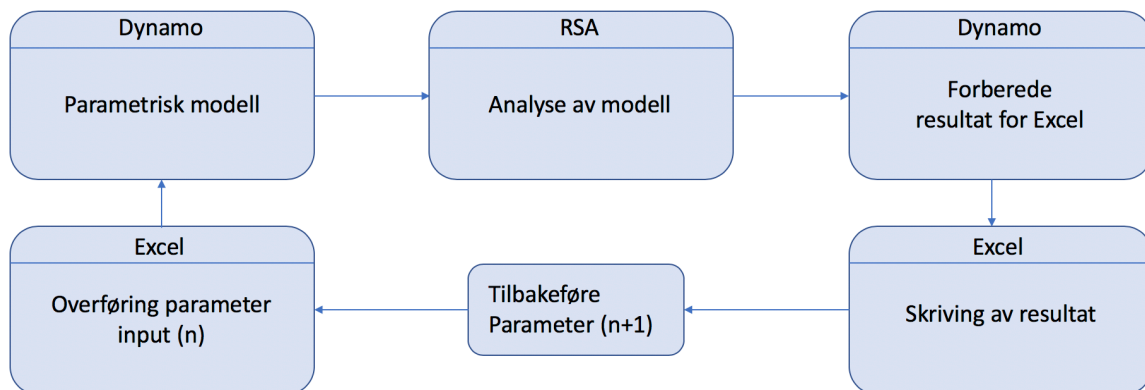 Dynamo
Parametrisk modell
RSA
Analyse av modell
Dynamo
Forberede
resultat for Excel
Excel
Overføring parameter
input (n)
Tilbakeføre
Parameter (n+1)
Excel
Skriving av resultat